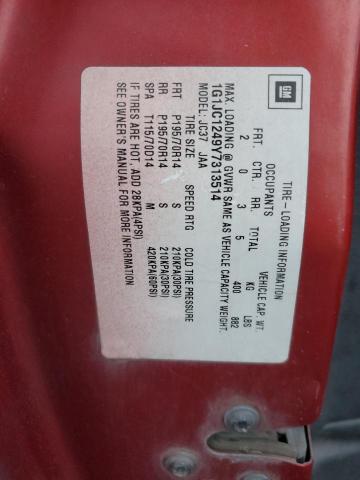 GM
TIRE-LOADING INFORMATION
OCCUPANTS VEHICLE CAP. WT.
FRT. CTR. RR. TOTAL KG LBS
2 0 3 5 400 882
MAX. LOADING @ GVWR SAME AS VEHICLE CAPACITY WEIGHT.
1G1JC1249Y7313514
MODEL: JC37 JAA
TIRE SIZE SPEED RTG COLD TIRE PRESSURE
FRT P195/70R14 S 210KPA(30PSI)
RR P195/70R14 S 210KPA(30PSI)
SPA T115/70D14 M 420KPA(60PSI)
IF TIRES ARE HOT, ADD 28KPA(4PSI)
SEE OWNER'S MANUAL FOR MORE INFORMATION